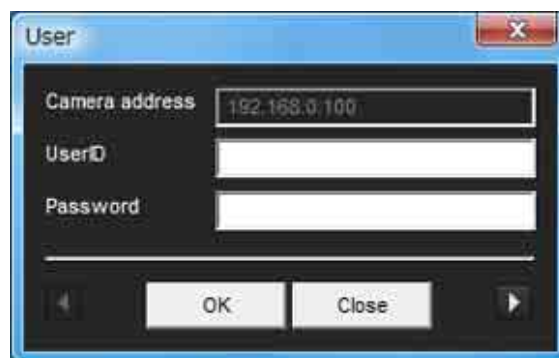 User
Camera address 192.168.0.100
UserID
Password
OK Close